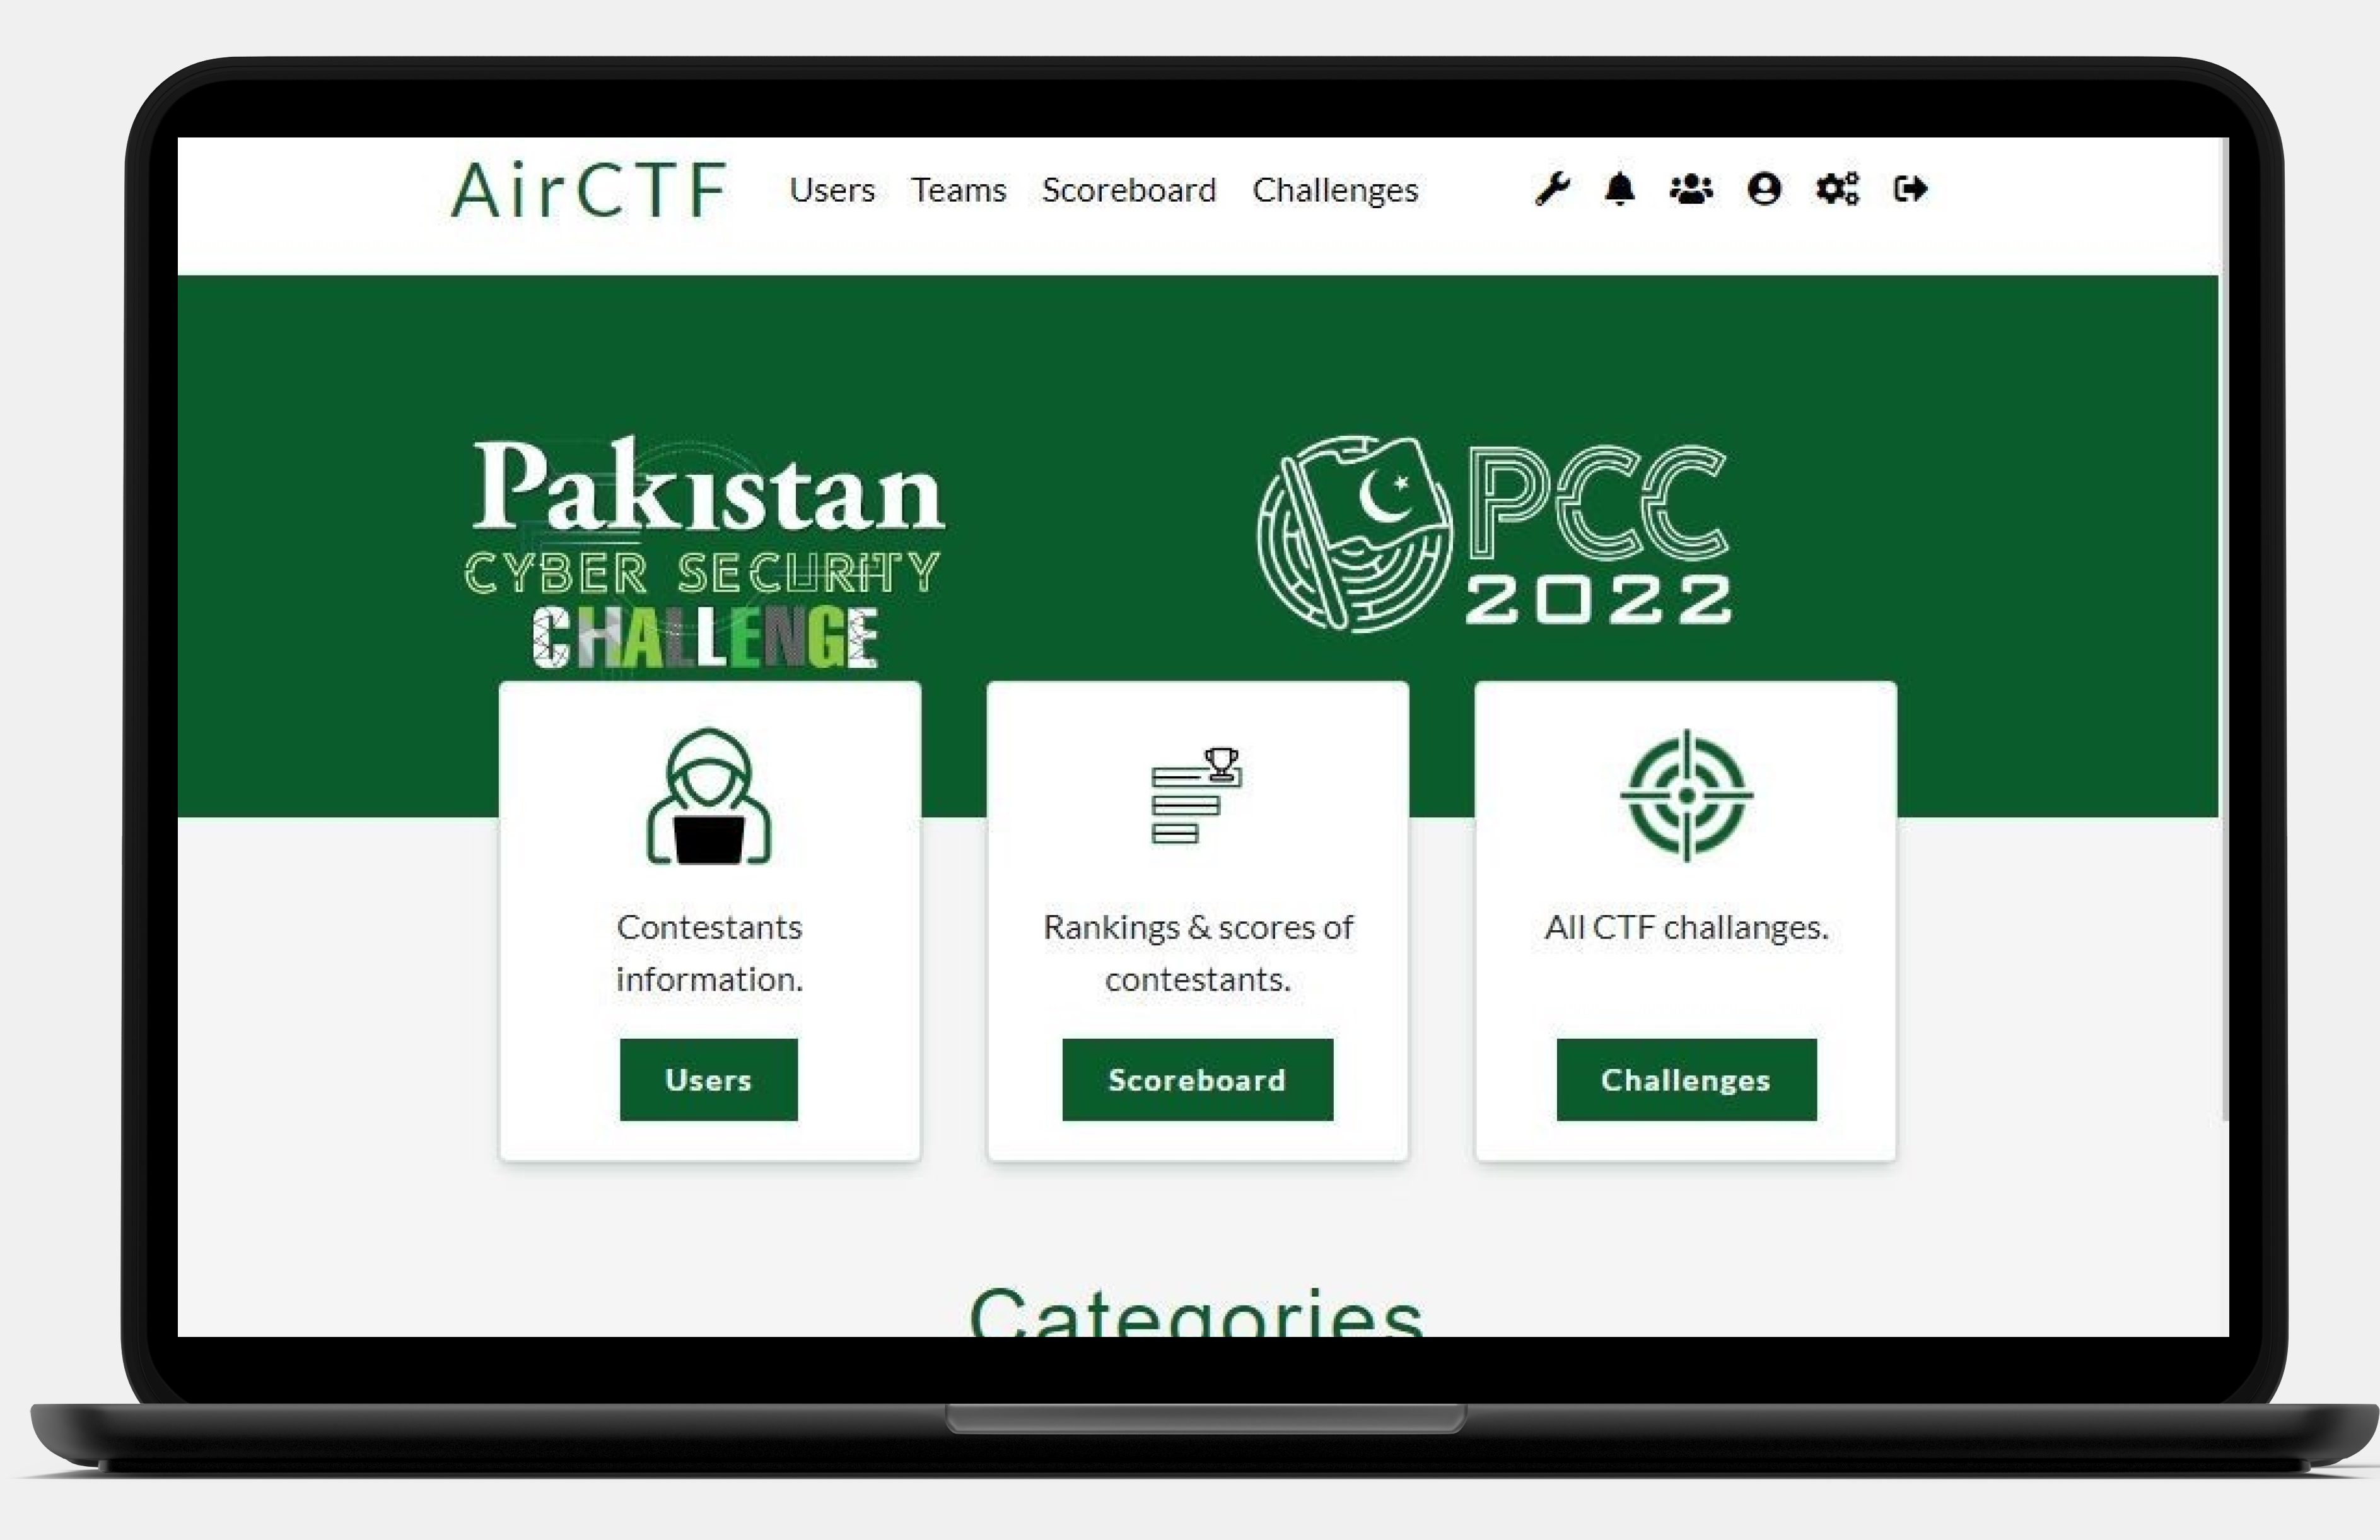 AirCTF
Users Teams Scoreboard Challenges
Pakıstan
CYBER SECURITY
CHALLENGE
PCC
2022
Contestants
information.
Users
Rankings & scores of
contestants.
Scoreboard
All CTF challanges.
Challenges
Categories